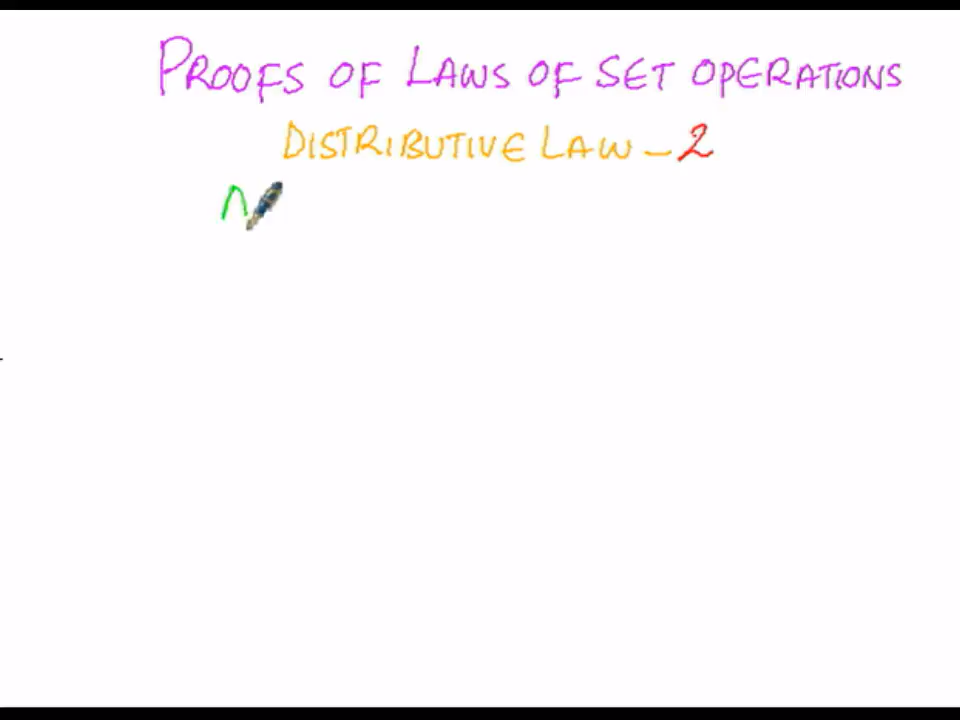 PROOFS OF LAWS OF SET OPERATIONS
DISTRIBUTIVE LAW - 2